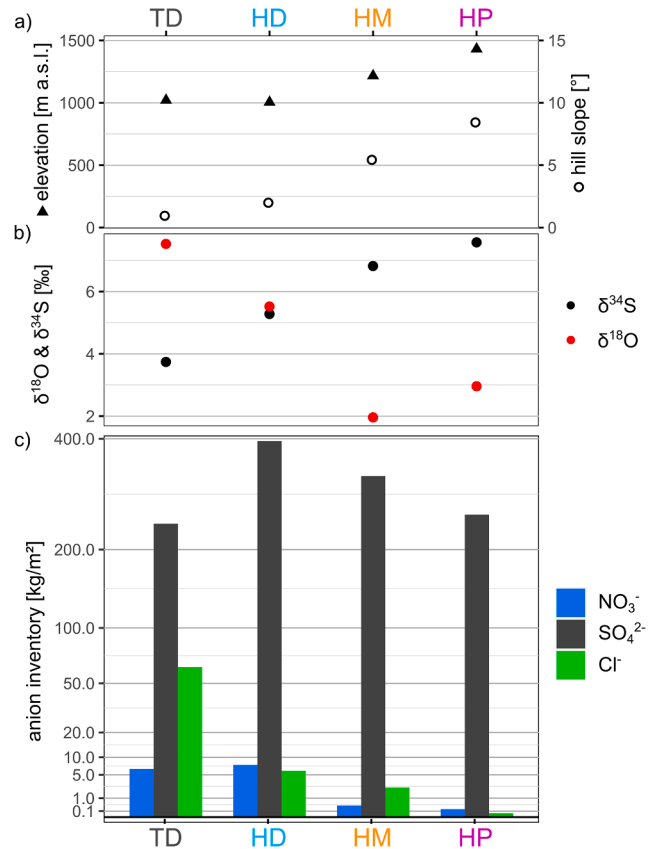 TD HD HM HP
a)
1500 15
1000 10
500 5
0 0
▲ elevation [m a.s.l.]
○ hill slope [°]
b)
6
4
2
δ¹⁸O & δ³⁴S [‰]
δ³⁴S
δ¹⁸O
c)
400.0
200.0
100.0
50.0
20.0
10.0
5.0
1.0
0.1
anion inventory [kg/m²]
NO₃⁻
SO₄²⁻
Cl⁻
TD HD HM HP